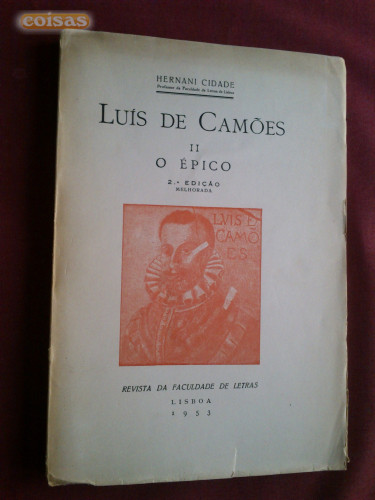 coisas
HERNANI CIDADE
Professor da Faculdade de Letras de Lisboa
LUÍS DE CAMÕES
II
O ÉPICO
2.ª EDIÇÃO
MELHORADA
LUIS D
CAMÕ
ES
REVISTA DA FACULDADE DE LETRAS
LISBOA
1953